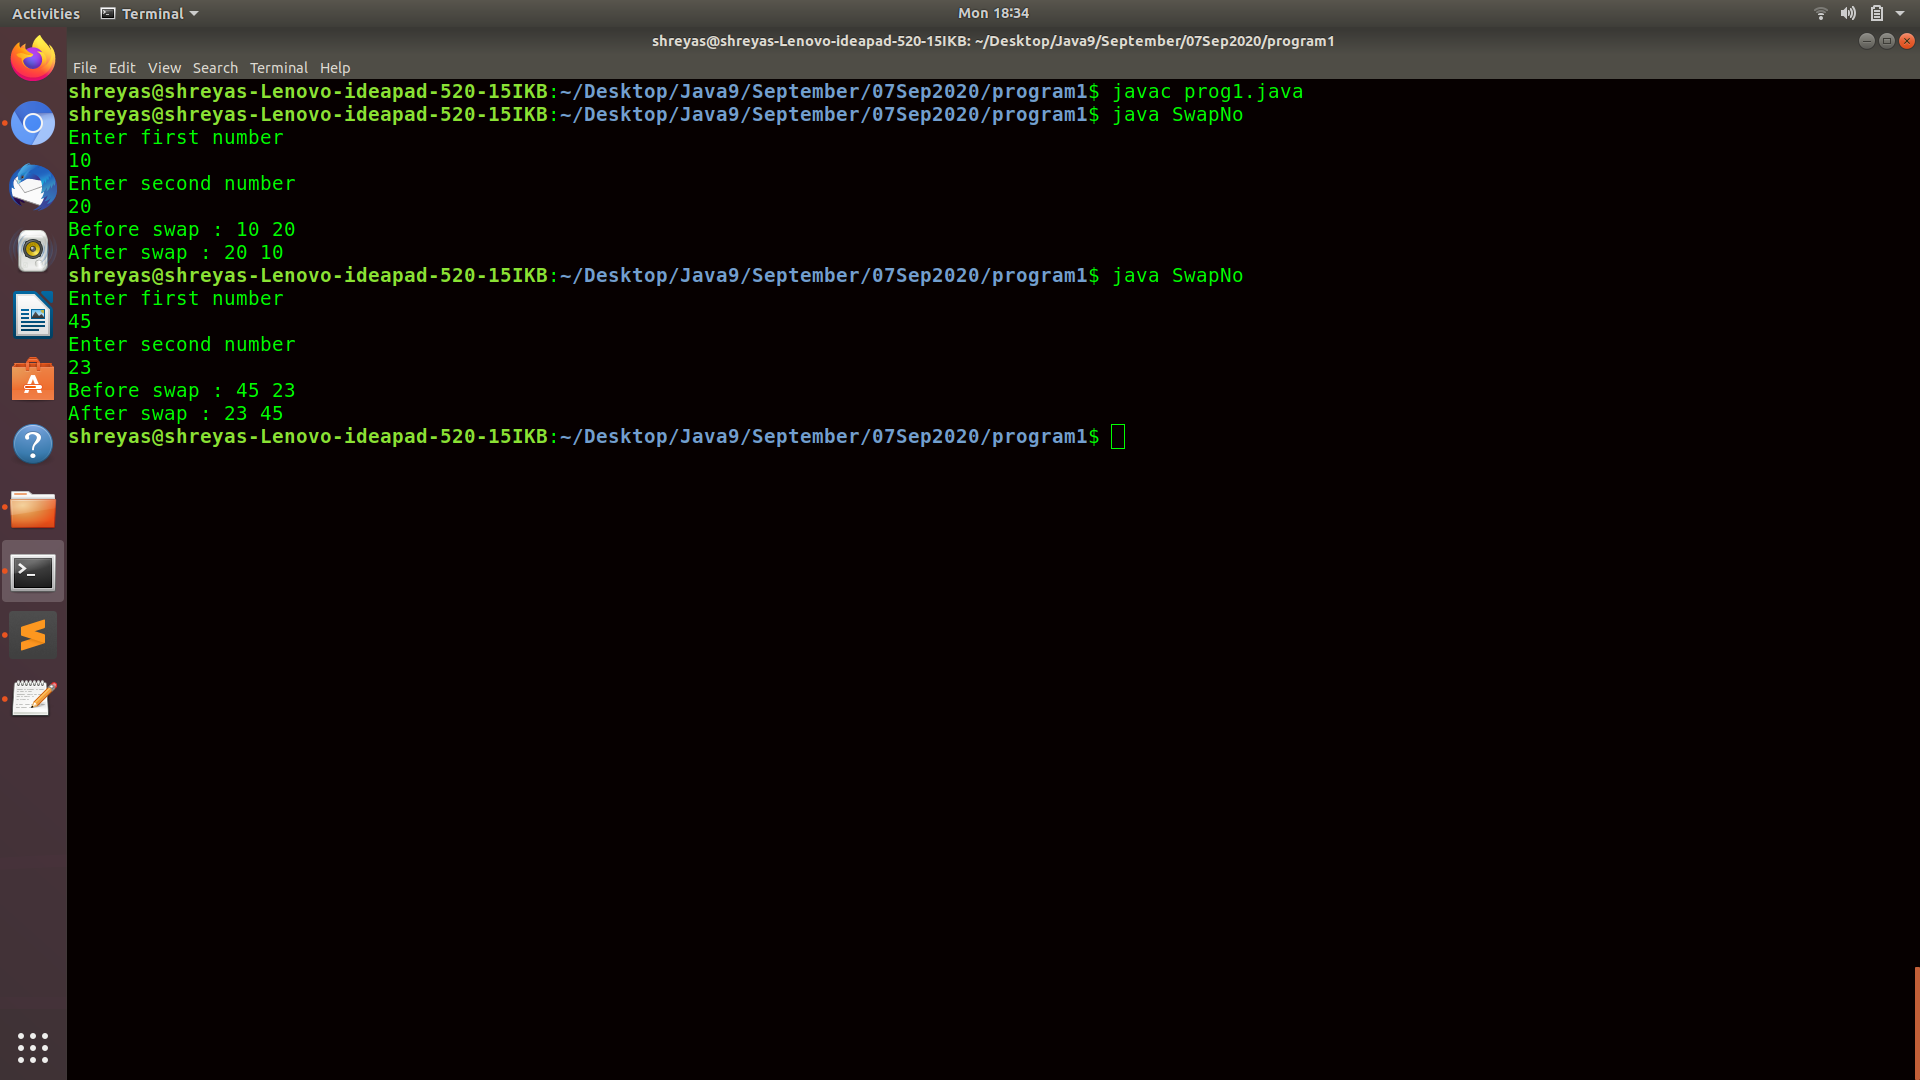 Activities Terminal Mon 18:34
shreyas@shreyas-Lenovo-ideapad-520-15IKB: ~/Desktop/Java9/September/07Sep2020/program1
File Edit View Search Terminal Help
shreyas@shreyas-Lenovo-ideapad-520-15IKB:~/Desktop/Java9/September/07Sep2020/program1$ javac prog1.java
shreyas@shreyas-Lenovo-ideapad-520-15IKB:~/Desktop/Java9/September/07Sep2020/program1$ java SwapNo
Enter first number
10
Enter second number
20
Before swap : 10 20
After swap : 20 10
shreyas@shreyas-Lenovo-ideapad-520-15IKB:~/Desktop/Java9/September/07Sep2020/program1$ java SwapNo
Enter first number
45
Enter second number
23
Before swap : 45 23
After swap : 23 45
shreyas@shreyas-Lenovo-ideapad-520-15IKB:~/Desktop/Java9/September/07Sep2020/program1$